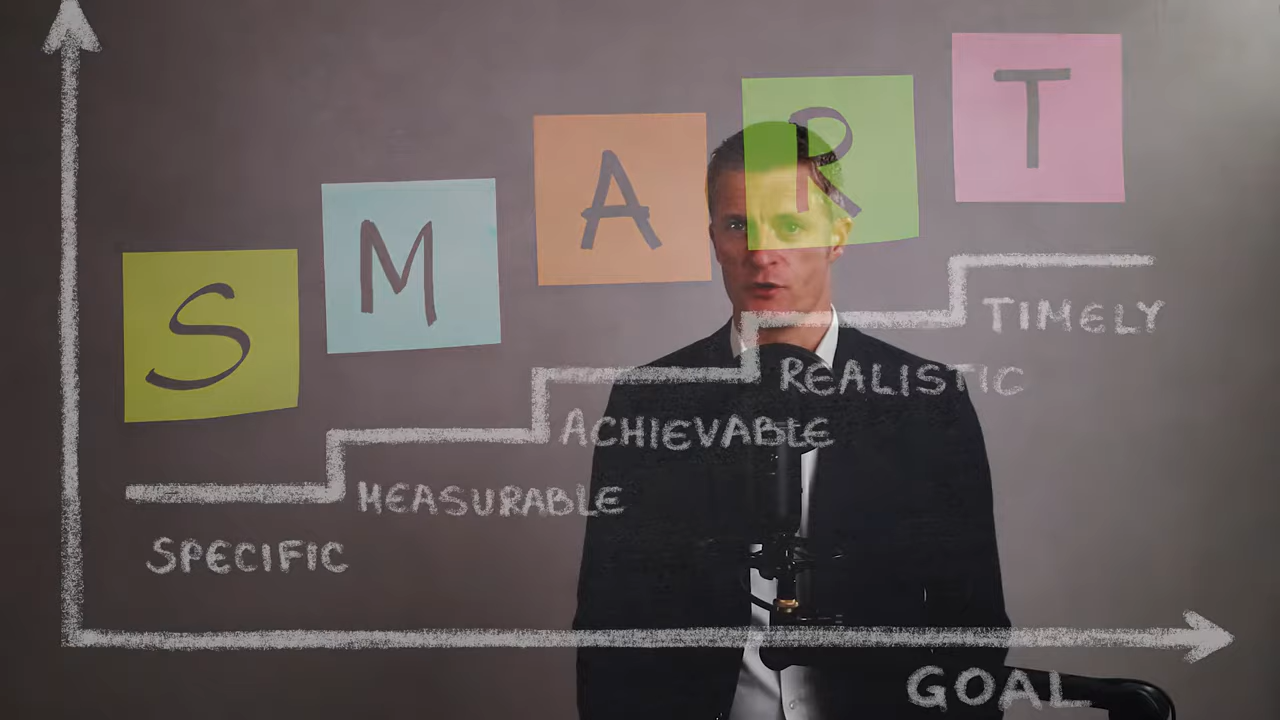 S M A R T
SPECIFIC
MEASURABLE
ACHIEVABLE
REALISTIC
TIMELY
GOAL